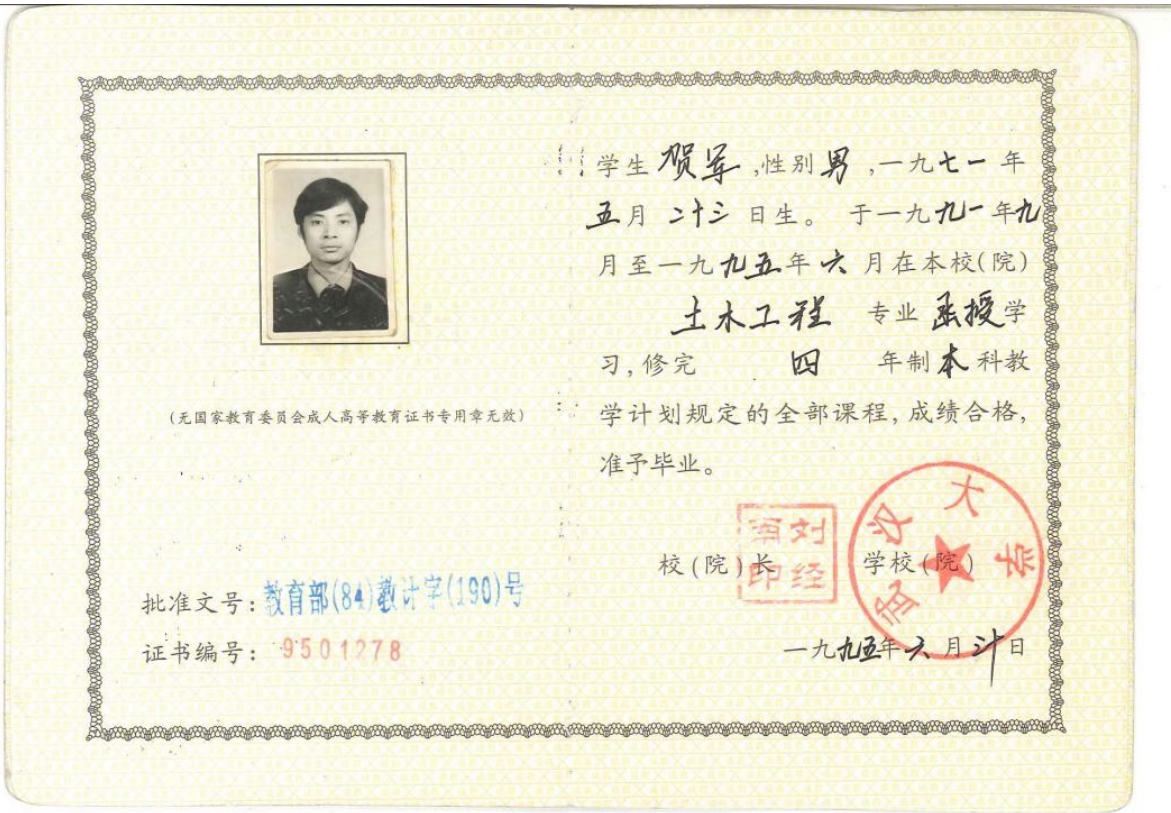 学生 贺军 ,性别 男 ,一九七一 年
五月 二十三 日生。 于一九九一年九
月至一九九五年六 月在本校(院)
土木工程 专业 函授学
习,修完 四 年制本科教
学计划规定的全部课程,成绩合格,
准予毕业。
(无国家教育委员会成人高等教育证书专用章无效)
校(院)长
刘经南印
学校(院)
武汉大学
一九九五年六月 日
批准文号:教育部(84)教计字(190)号
证书编号:9501278